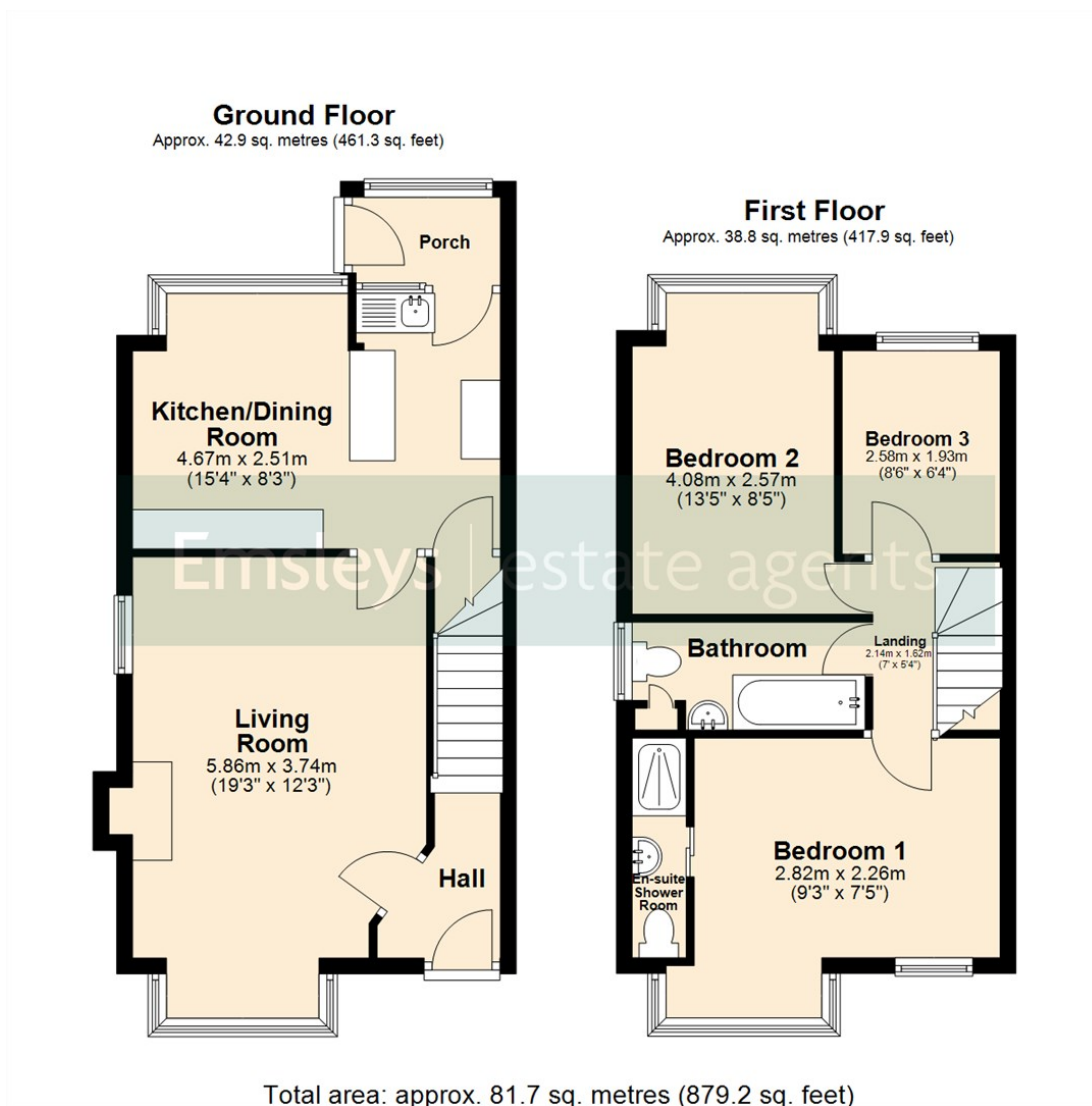 Ground Floor
Approx. 42.9 sq. metres (461.3 sq. feet)
Porch
Kitchen/Dining
Room
4.67m x 2.51m
(15'4" x 8'3")
Living
Room
5.86m x 3.74m
(19'3" x 12'3")
Hall
First Floor
Approx. 38.8 sq. metres (417.9 sq. feet)
Bedroom 2
4.08m x 2.57m
(13'5" x 8'5")
Bedroom 3
2.58m x 1.93m
(8'6" x 6'4")
Landing
2.14m x 1.62m
(7' x 5'4")
Bathroom
Bedroom 1
2.82m x 2.26m
(9'3" x 7'5")
En-suite
Shower
Room
Emsleys | estate agents
Total area: approx. 81.7 sq. metres (879.2 sq. feet)